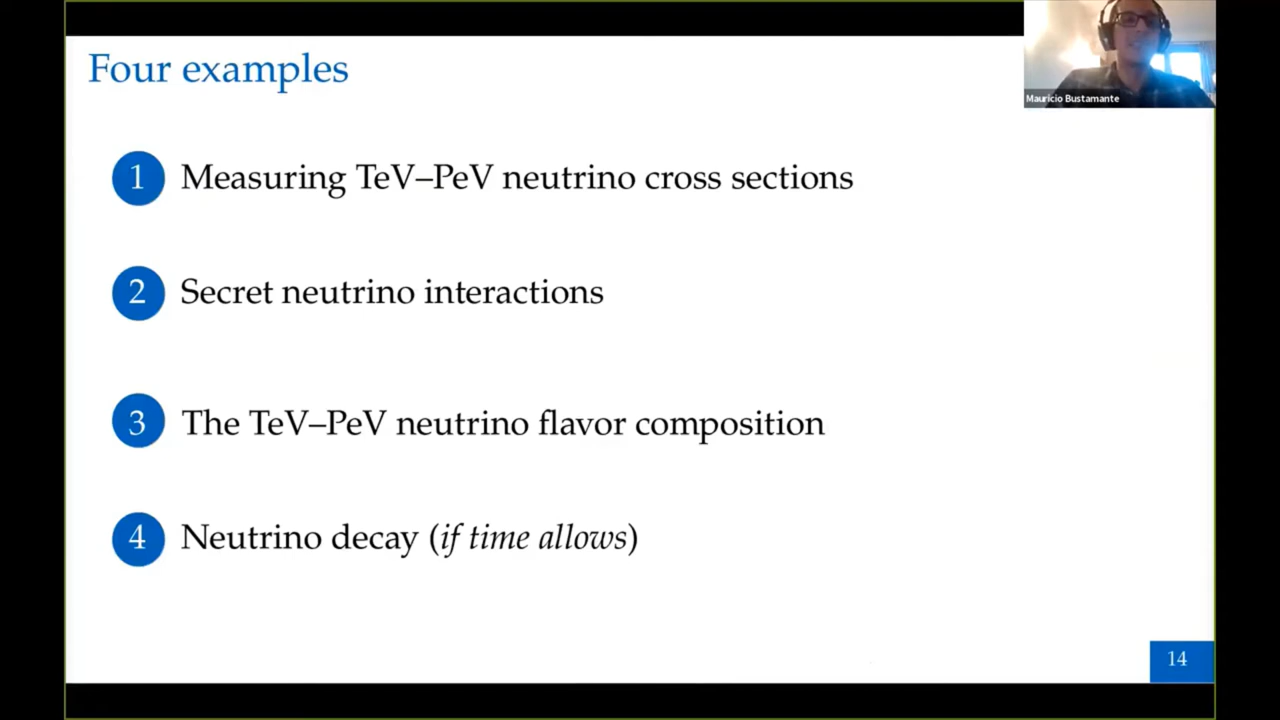 Four examples
Mauricio Bustamante
1 Measuring TeV–PeV neutrino cross sections
2 Secret neutrino interactions
3 The TeV–PeV neutrino flavor composition
4 Neutrino decay (if time allows)
14